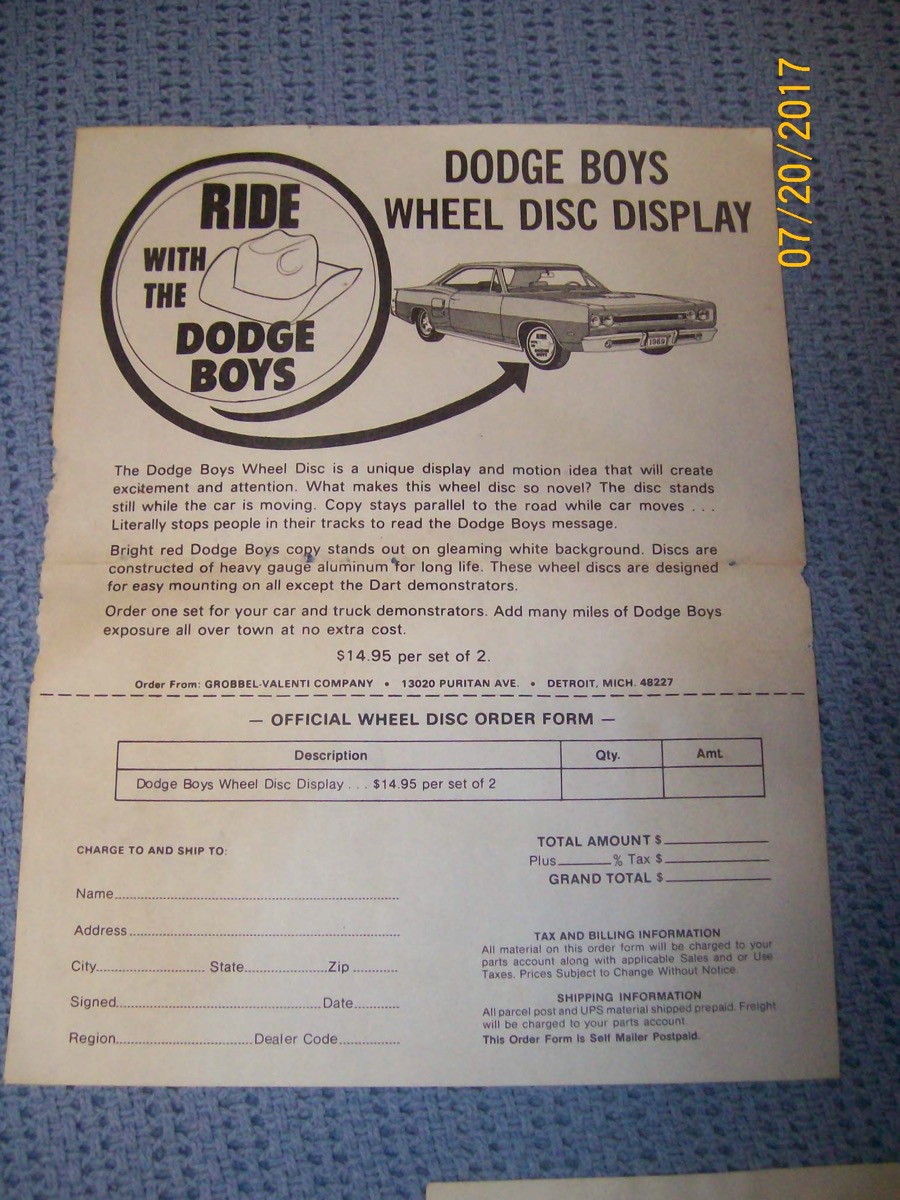 RIDE
WITH
THE
DODGE
BOYS
DODGE BOYS
WHEEL DISC DISPLAY
1969
07/20/2017
The Dodge Boys Wheel Disc is a unique display and motion idea that will create
excitement and attention. What makes this wheel disc so novel? The disc stands
still while the car is moving. Copy stays parallel to the road while car moves . . .
Literally stops people in their tracks to read the Dodge Boys message.
Bright red Dodge Boys copy stands out on gleaming white background. Discs are
constructed of heavy gauge aluminum for long life. These wheel discs are designed
for easy mounting on all except the Dart demonstrators.
Order one set for your car and truck demonstrators. Add many miles of Dodge Boys
exposure all over town at no extra cost.
$14.95 per set of 2.
Order From: GROBBEL-VALENTI COMPANY • 13020 PURITAN AVE. • DETROIT, MICH. 48227
— OFFICIAL WHEEL DISC ORDER FORM —
Description Qty. Amt.
Dodge Boys Wheel Disc Display . . . $14.95 per set of 2
CHARGE TO AND SHIP TO:
Name
Address
City State Zip
Signed Date
Region Dealer Code
TOTAL AMOUNT $
Plus % Tax $
GRAND TOTAL $
TAX AND BILLING INFORMATION
All material on this order form will be charged to your
parts account along with applicable Sales and or Use
Taxes. Prices Subject to Change Without Notice.
SHIPPING INFORMATION
All parcel post and UPS material shipped prepaid. Freight
will be charged to your parts account.
This Order Form is Self Mailer Postpaid.